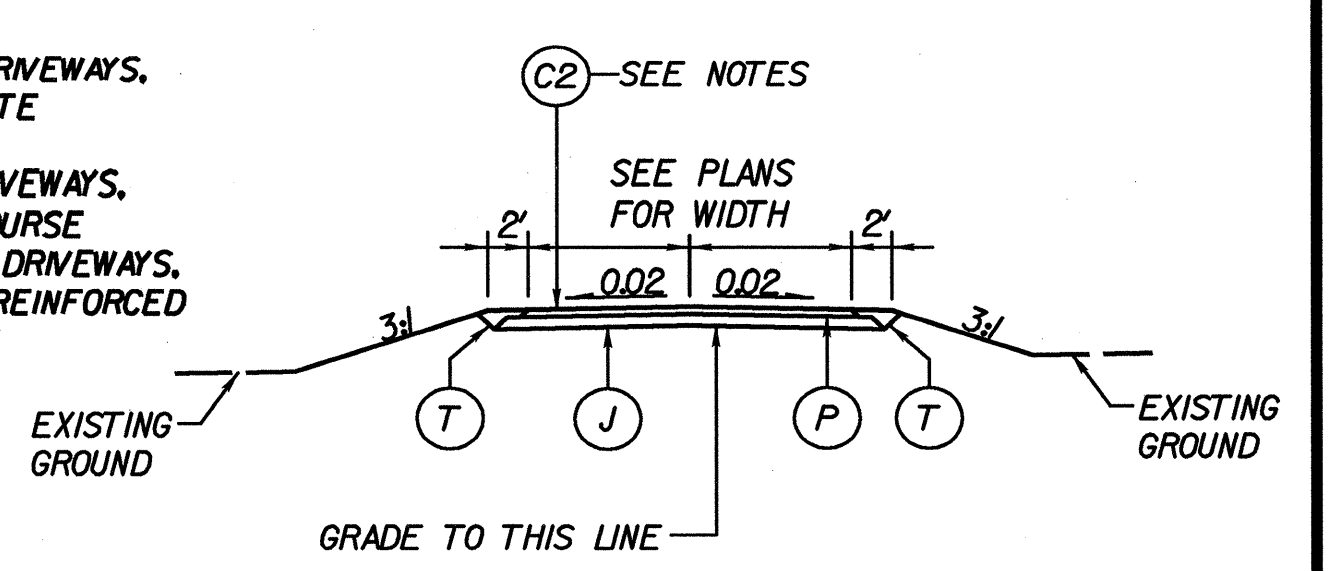 RIVEWAYS,
TE
VEWAYS,
URSE
DRIVEWAYS,
REINFORCED
C2
SEE NOTES
SEE PLANS
FOR WIDTH
2'
2'
0.02
0.02
3:1
3:1
T
J
P
T
EXISTING
GROUND
EXISTING
GROUND
GRADE TO THIS LINE